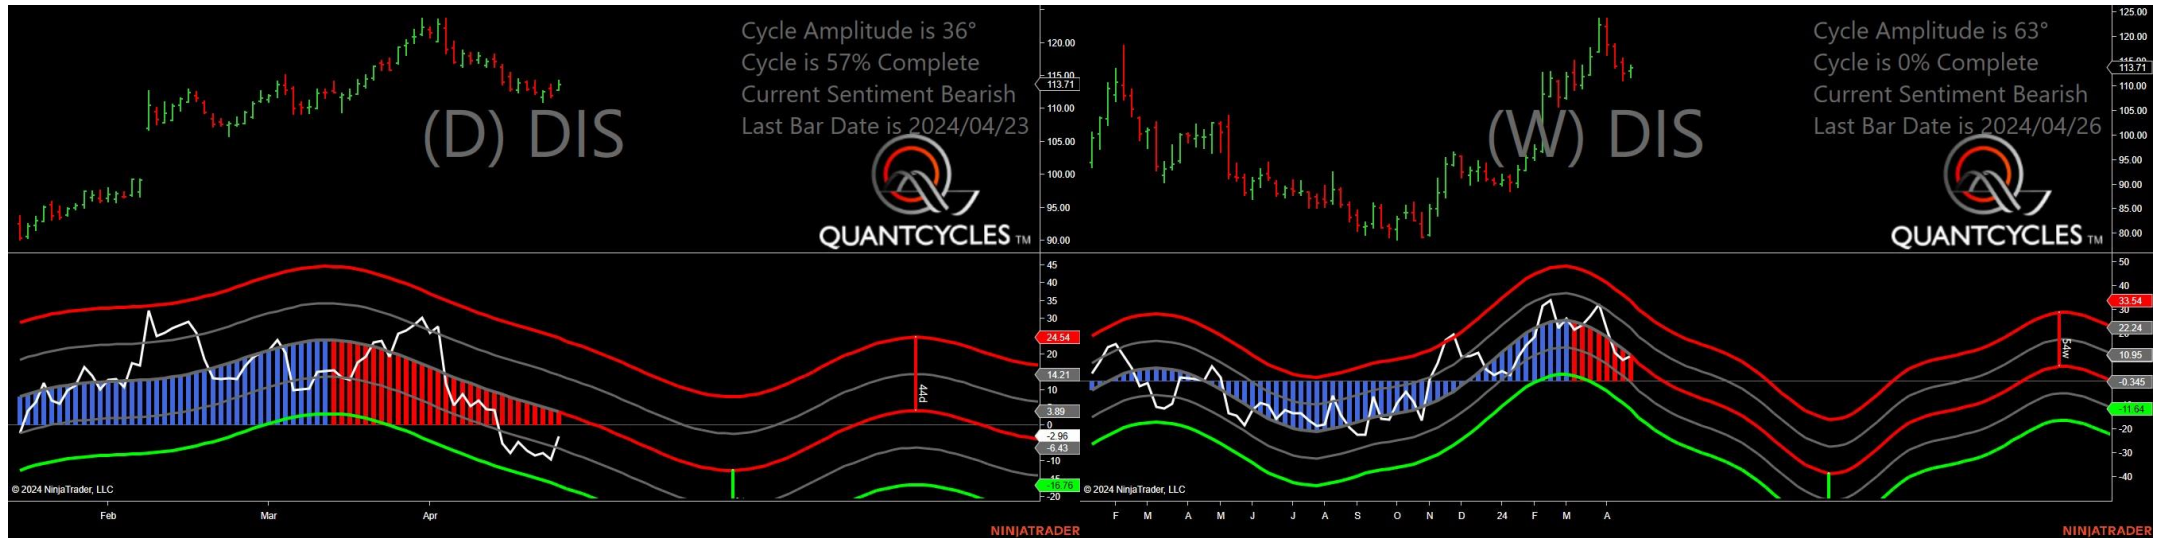 Cycle Amplitude is 36°
Cycle is 57% Complete
Current Sentiment Bearish
Last Bar Date is 2024/04/23
(D) DIS
QUANTCYCLES TM
120.00
115.00
113.71
110.00
105.00
100.00
95.00
90.00
45
40
35
30
24.54
20
14.21
10
3.89
0
-2.96
-6.43
-10
-16.76
-20
44d
© 2024 NinjaTrader, LLC
Feb Mar Apr
NINJATRADER
Cycle Amplitude is 63°
Cycle is 0% Complete
Current Sentiment Bearish
Last Bar Date is 2024/04/26
(W) DIS
QUANTCYCLES TM
125.00
120.00
113.71
110.00
105.00
100.00
95.00
90.00
85.00
80.00
50
40
33.54
30
22.24
10.95
-0.345
-11.64
-20
-30
-40
54w
© 2024 NinjaTrader, LLC
F M A M J J A S O N D 24 F M A
NINJATRADER